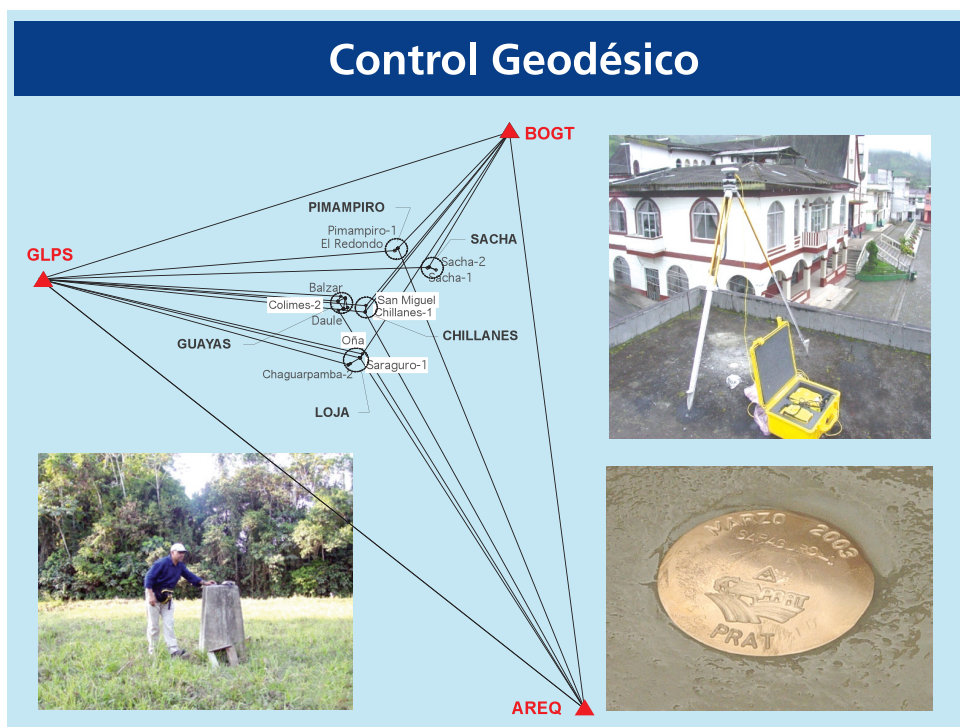 Control Geodésico
BOGT
PIMAMPIRO
Pimampiro-1
El Redondo
SACHA
GLPS
Sacha-2
Sacha-1
Balzar
San Miguel
Colimes-2
Chillanes-1
Daule
CHILLANES
GUAYAS
Oña
Saraguro-1
Chaguarpamba-2
LOJA
MARZO 2003
PRAT
AREQ